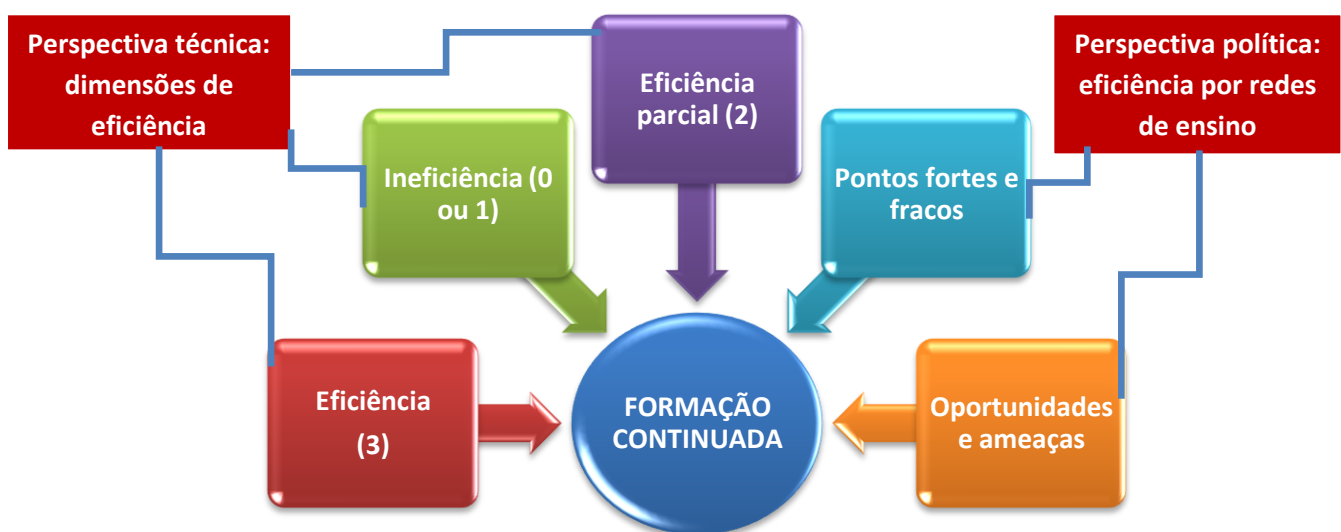 Perspectiva técnica:
dimensões de
eficiência
Eficiência
parcial (2)
Perspectiva política:
eficiência por redes
de ensino
Ineficiência (0
ou 1)
Pontos fortes e
fracos
Eficiência
(3)
FORMAÇÃO
CONTINUADA
Oportunidades
e ameaças